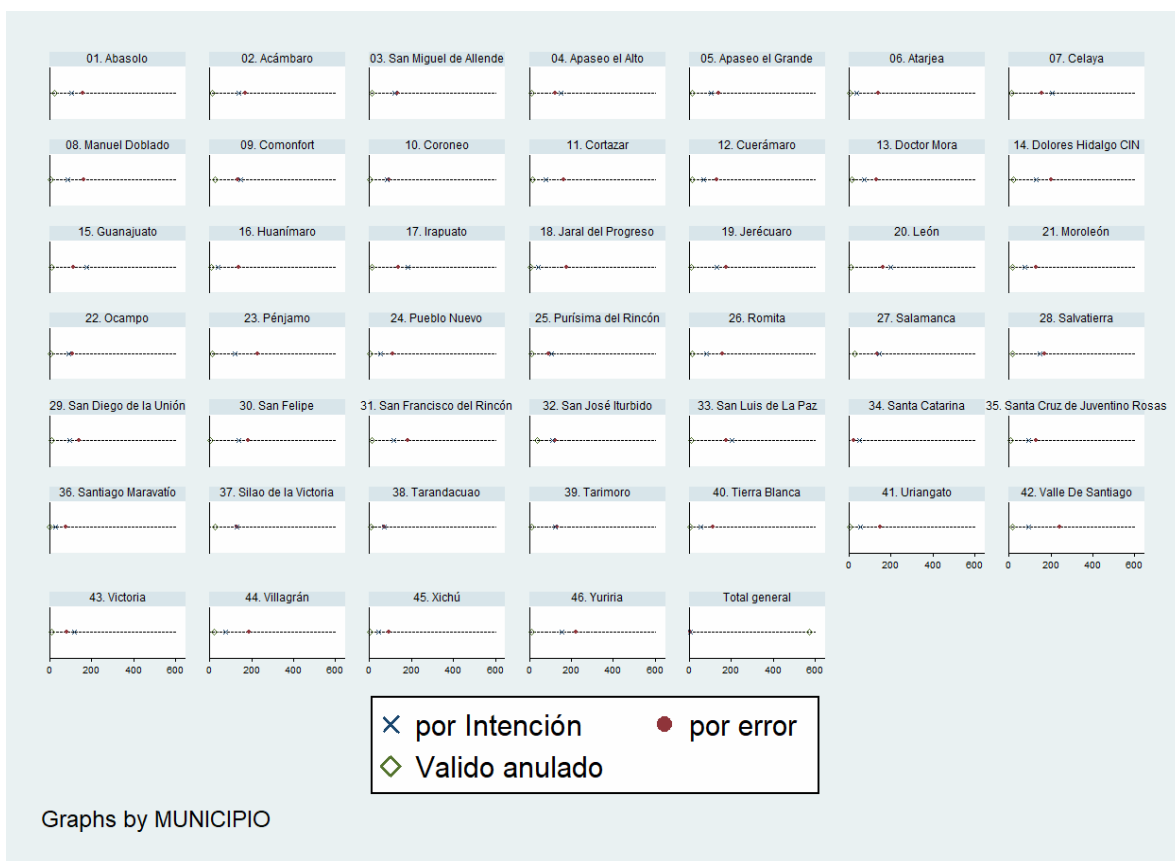 01. Abasolo 02. Acámbaro 03. San Miguel de Allende 04. Apaseo el Alto 05. Apaseo el Grande 06. Atarjea 07. Celaya
08. Manuel Doblado 09. Comonfort 10. Coroneo 11. Cortazar 12. Cuerámaro 13. Doctor Mora 14. Dolores Hidalgo CIN
15. Guanajuato 16. Huanímaro 17. Irapuato 18. Jaral del Progreso 19. Jerécuaro 20. León 21. Moroleón
22. Ocampo 23. Pénjamo 24. Pueblo Nuevo 25. Purísima del Rincón 26. Romita 27. Salamanca 28. Salvatierra
29. San Diego de la Unión 30. San Felipe 31. San Francisco del Rincón 32. San José Iturbido 33. San Luis de La Paz 34. Santa Catarina 35. Santa Cruz de Juventino Rosas
36. Santiago Maravatío 37. Silao de la Victoria 38. Tarandacuao 39. Tarimoro 40. Tierra Blanca 41. Uriangato 42. Valle De Santiago
0 200 400 600 0 200 400 600
43. Victoria 44. Villagrán 45. Xichú 46. Yuriria Total general
0 200 400 600 0 200 400 600 0 200 400 600 0 200 400 600 0 200 400 600
por Intención por error
Valido anulado
Graphs by MUNICIPIO